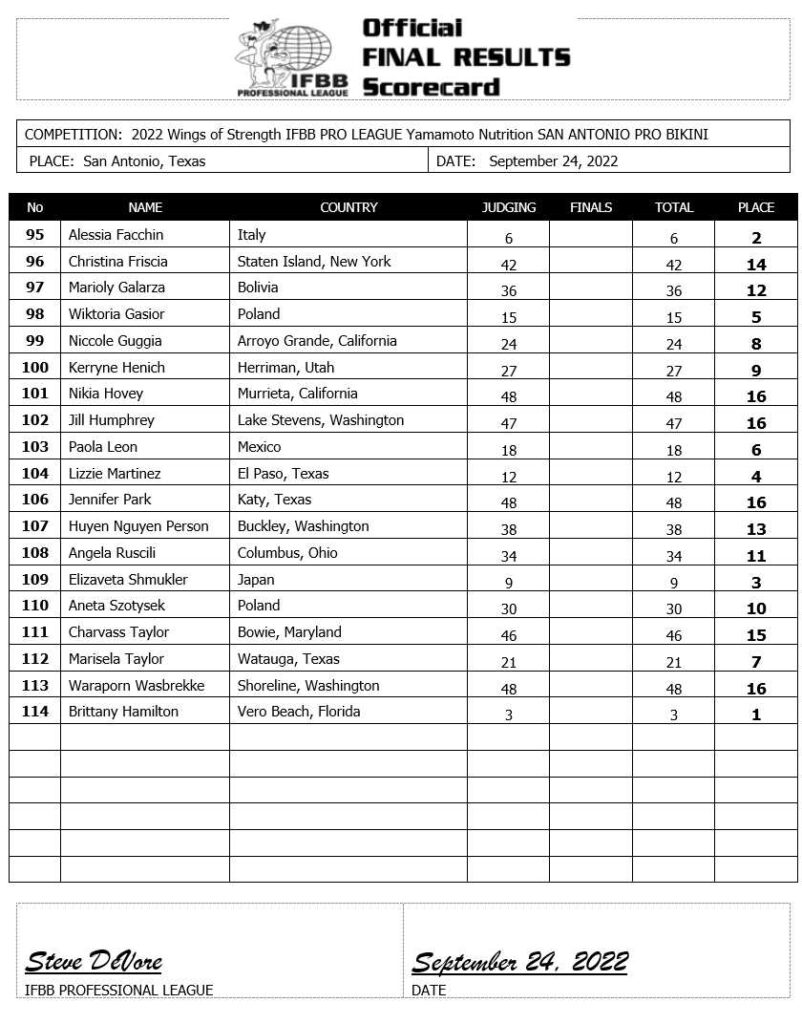 Official
FINAL RESULTS
Scorecard
IFBB
PROFESSIONAL LEAGUE
COMPETITION: 2022 Wings of Strength IFBB PRO LEAGUE Yamamoto Nutrition SAN ANTONIO PRO BIKINI
PLACE: San Antonio, Texas DATE: September 24, 2022
No NAME COUNTRY JUDGING FINALS TOTAL PLACE
95 Alessia Facchin Italy 6 6 2
96 Christina Friscia Staten Island, New York 42 42 14
97 Marioly Galarza Bolivia 36 36 12
98 Wiktoria Gasior Poland 15 15 5
99 Niccole Guggia Arroyo Grande, California 24 24 8
100 Kerryne Henich Herriman, Utah 27 27 9
101 Nikia Hovey Murrieta, California 48 48 16
102 Jill Humphrey Lake Stevens, Washington 47 47 16
103 Paola Leon Mexico 18 18 6
104 Lizzie Martinez El Paso, Texas 12 12 4
106 Jennifer Park Katy, Texas 48 48 16
107 Huyen Nguyen Person Buckley, Washington 38 38 13
108 Angela Ruscili Columbus, Ohio 34 34 11
109 Elizaveta Shmukler Japan 9 9 3
110 Aneta Szotysek Poland 30 30 10
111 Charvass Taylor Bowie, Maryland 46 46 15
112 Marisela Taylor Watauga, Texas 21 21 7
113 Waraporn Wasbrekke Shoreline, Washington 48 48 16
114 Brittany Hamilton Vero Beach, Florida 3 3 1
Steve DeVore September 24, 2022
IFBB PROFESSIONAL LEAGUE DATE